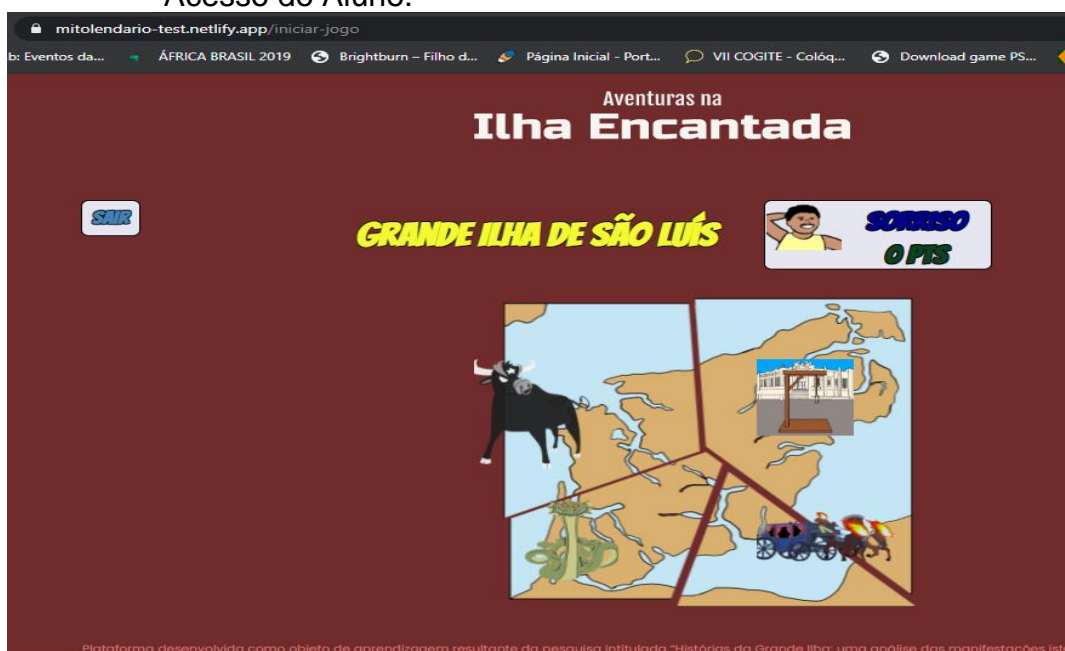 Acesso do Aluno:
mitolendario-test.netlify.app/iniciar-jogo
b: Eventos da... ÁFRICA BRASIL 2019 Brightburn – Filho d... Página Inicial - Port... VII COGITE - Colóq... Download game PS...
Aventuras na
Ilha Encantada
SAIR
GRANDE ILHA DE SÃO LUÍS
SORRISO
0 PTS
Plataforma desenvolvida como objeto de aprendizagem resultante da pesquisa intitulada "Histórias da Grande Ilha: uma análise das manifestações